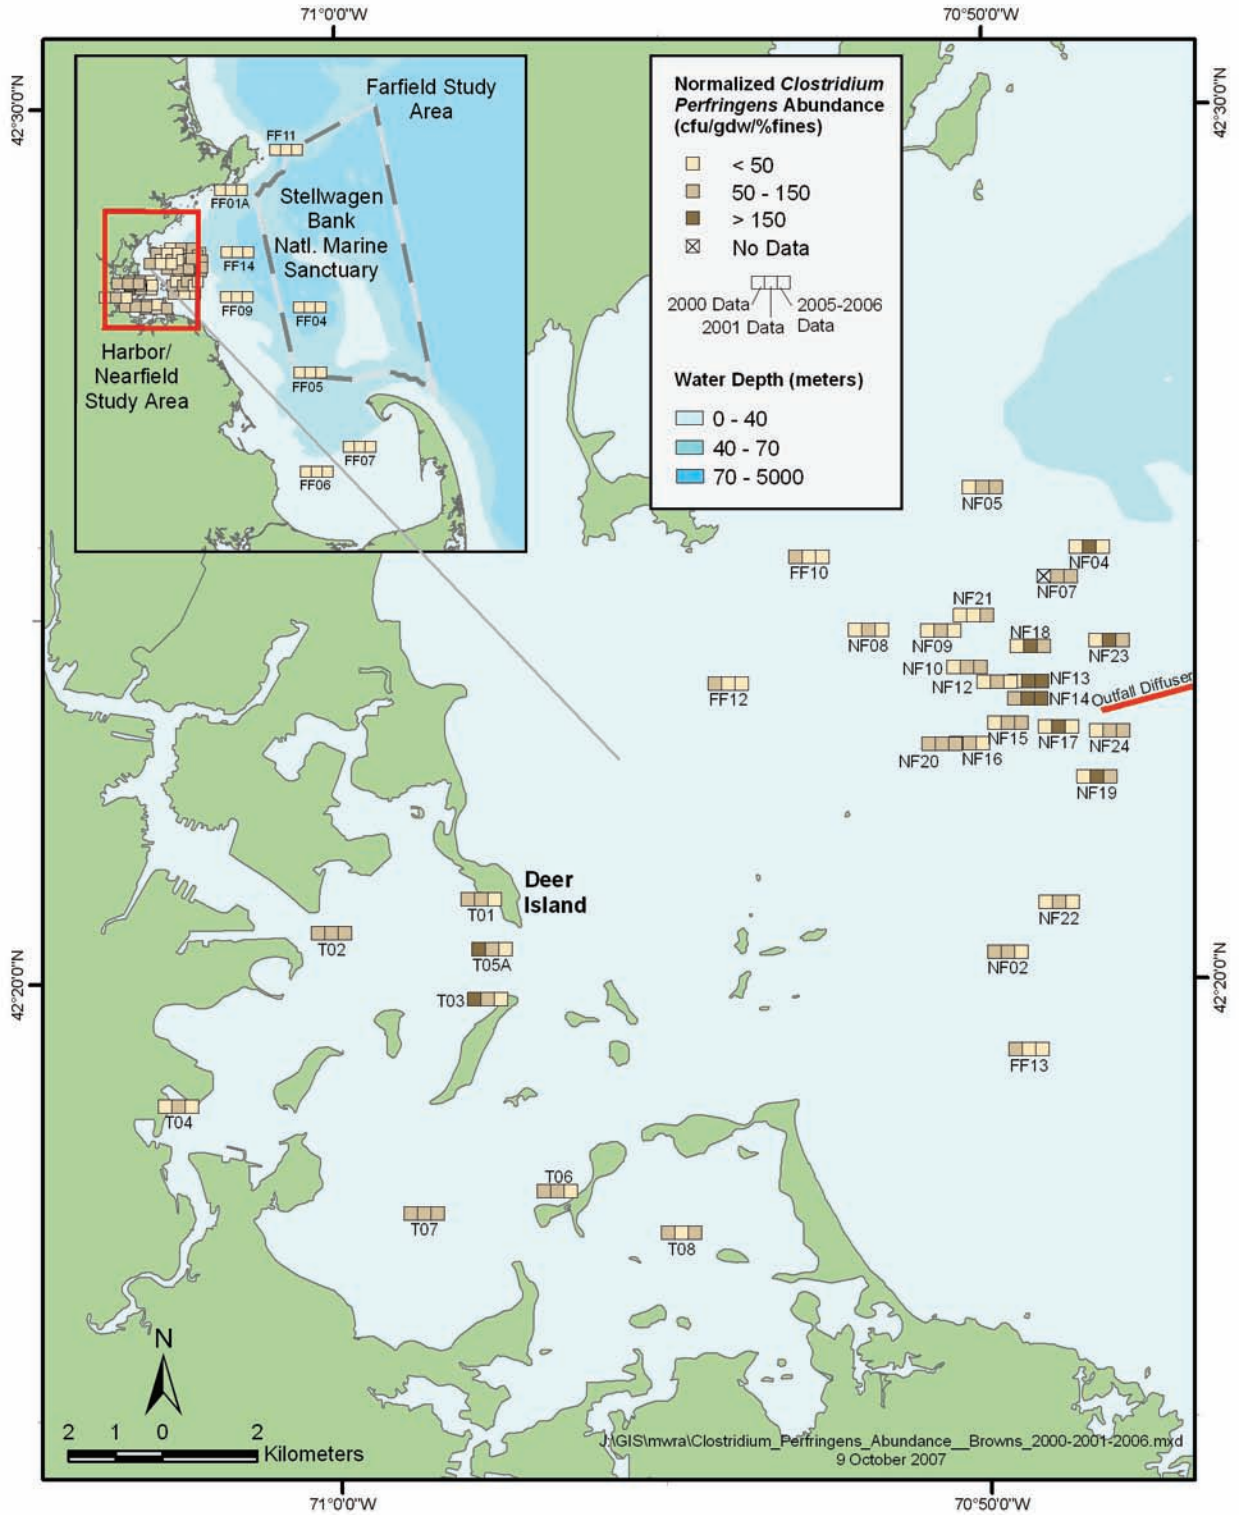 71°0'0"W
70°50'0"W
42°30'0"N
42°30'0"N
Farfield Study
Area
FF11
FF01A
Stellwagen
Bank
Natl. Marine
Sanctuary
FF14
FF09
FF04
Harbor/
Nearfield
Study Area
FF05
FF07
FF06
Normalized Clostridium
Perfringens Abundance
(cfu/gdw/%fines)
< 50
50 - 150
> 150
No Data
2000 Data
2005-2006
2001 Data
Data
Water Depth (meters)
0 - 40
40 - 70
70 - 5000
NF05
FF10
NF04
NF07
NF21
NF08
NF09
NF18
NF23
NF10
NF12
NF13
NF14
Outfall Diffuser
FF12
NF15
NF17
NF24
NF20
NF16
NF19
Deer
Island
T01
NF22
T02
T05A
NF02
T03
42°20'0"N
42°20'0"N
FF13
T04
T06
T07
T08
N
2 1 0 2
Kilometers
J:\GIS\mwra\Clostridium_Perfringens_Abundance__Browns_2000-2001-2006.mxd
9 October 2007
71°0'0"W
70°50'0"W